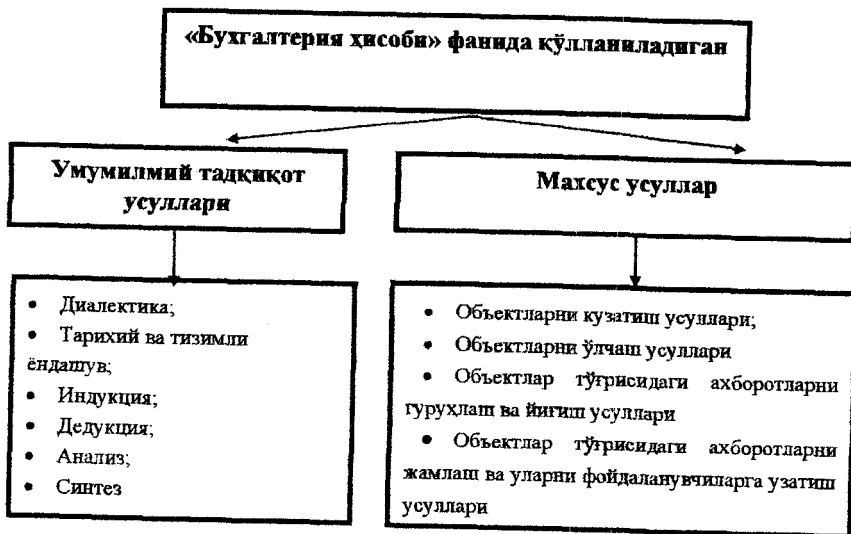 «Бухгалтерия ҳисоби» фанида қўлланиладиган
Умумилмий тадқиқот
усуллари
Махсус усуллар
• Диалектика;
• Тарихий ва тизимли
ёндашув;
• Индукция;
• Дедукция;
• Анализ;
• Синтез
• Объектларни кузатиш усуллари;
• Объектларни ўлчаш усуллари
• Объектлар тўғрисидаги ахборотларни
гуруҳлаш ва йиғиш усуллари
• Объектлар тўғрисидаги ахборотларни
жамлаш ва уларни фойдаланувчиларга узатиш
усуллари